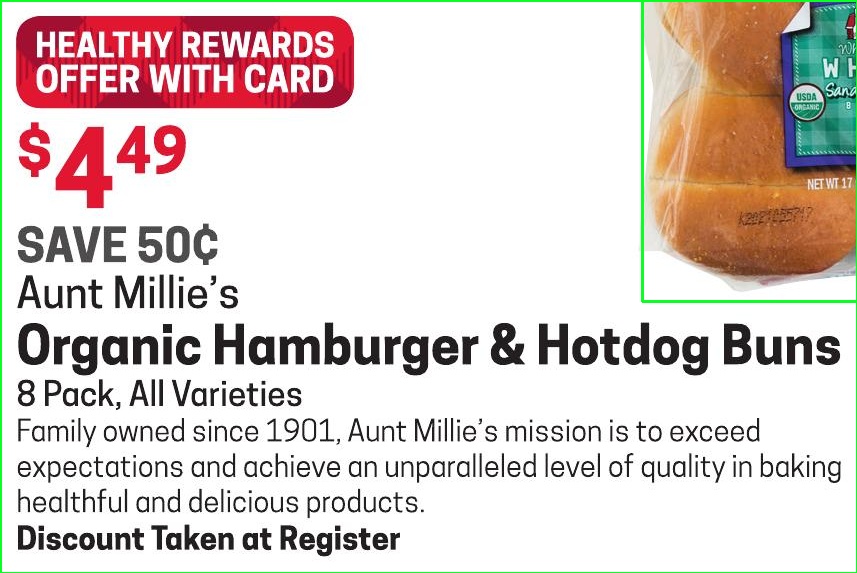 HEALTHY REWARDS
OFFER WITH CARD
$4.49
SAVE 50¢
Aunt Millie's
Organic Hamburger & Hotdog Buns
8 Pack, All Varieties
Family owned since 1901, Aunt Millie's mission is to exceed
expectations and achieve an unparalleled level of quality in baking
healthful and delicious products.
Discount Taken at Register
USDA
ORGANIC
NET WT 17